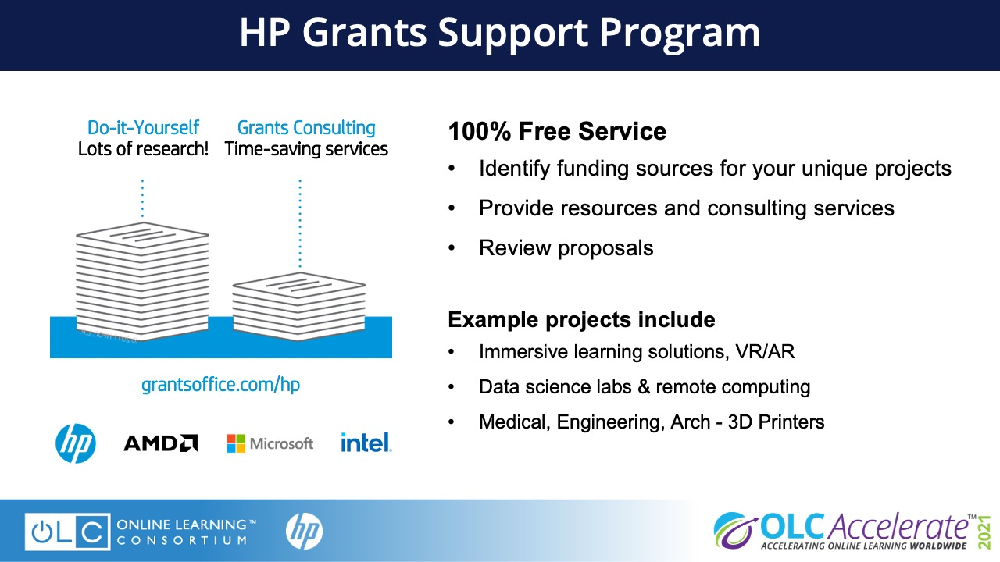 HP Grants Support Program
Do-it-Yourself
Lots of research!
Grants Consulting
Time-saving services
grantsoffice.com/hp
hp
AMD
Microsoft
intel.
100% Free Service
• Identify funding sources for your unique projects
• Provide resources and consulting services
• Review proposals
Example projects include
• Immersive learning solutions, VR/AR
• Data science labs & remote computing
• Medical, Engineering, Arch - 3D Printers
OLC
ONLINE LEARNING™
CONSORTIUM
hp
OLC Accelerate™
ACCELERATING ONLINE LEARNING WORLDWIDE
2021